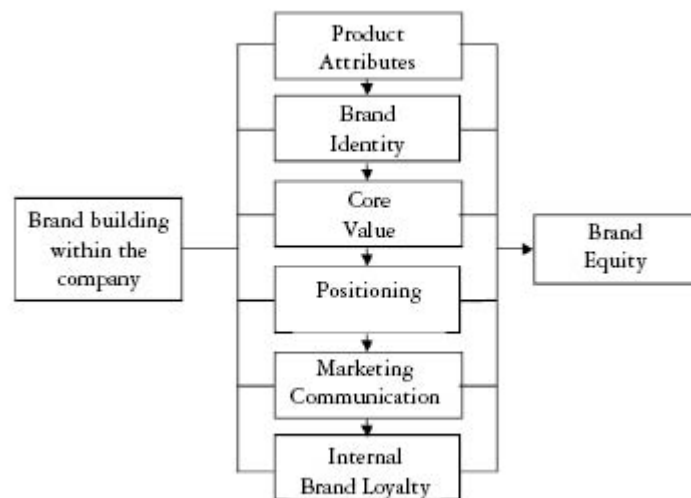 Product
Attributes
Brand
Identity
Core
Value
Brand building
within the
company
Brand
Equity
Positioning
Marketing
Communication
Internal
Brand Loyalty